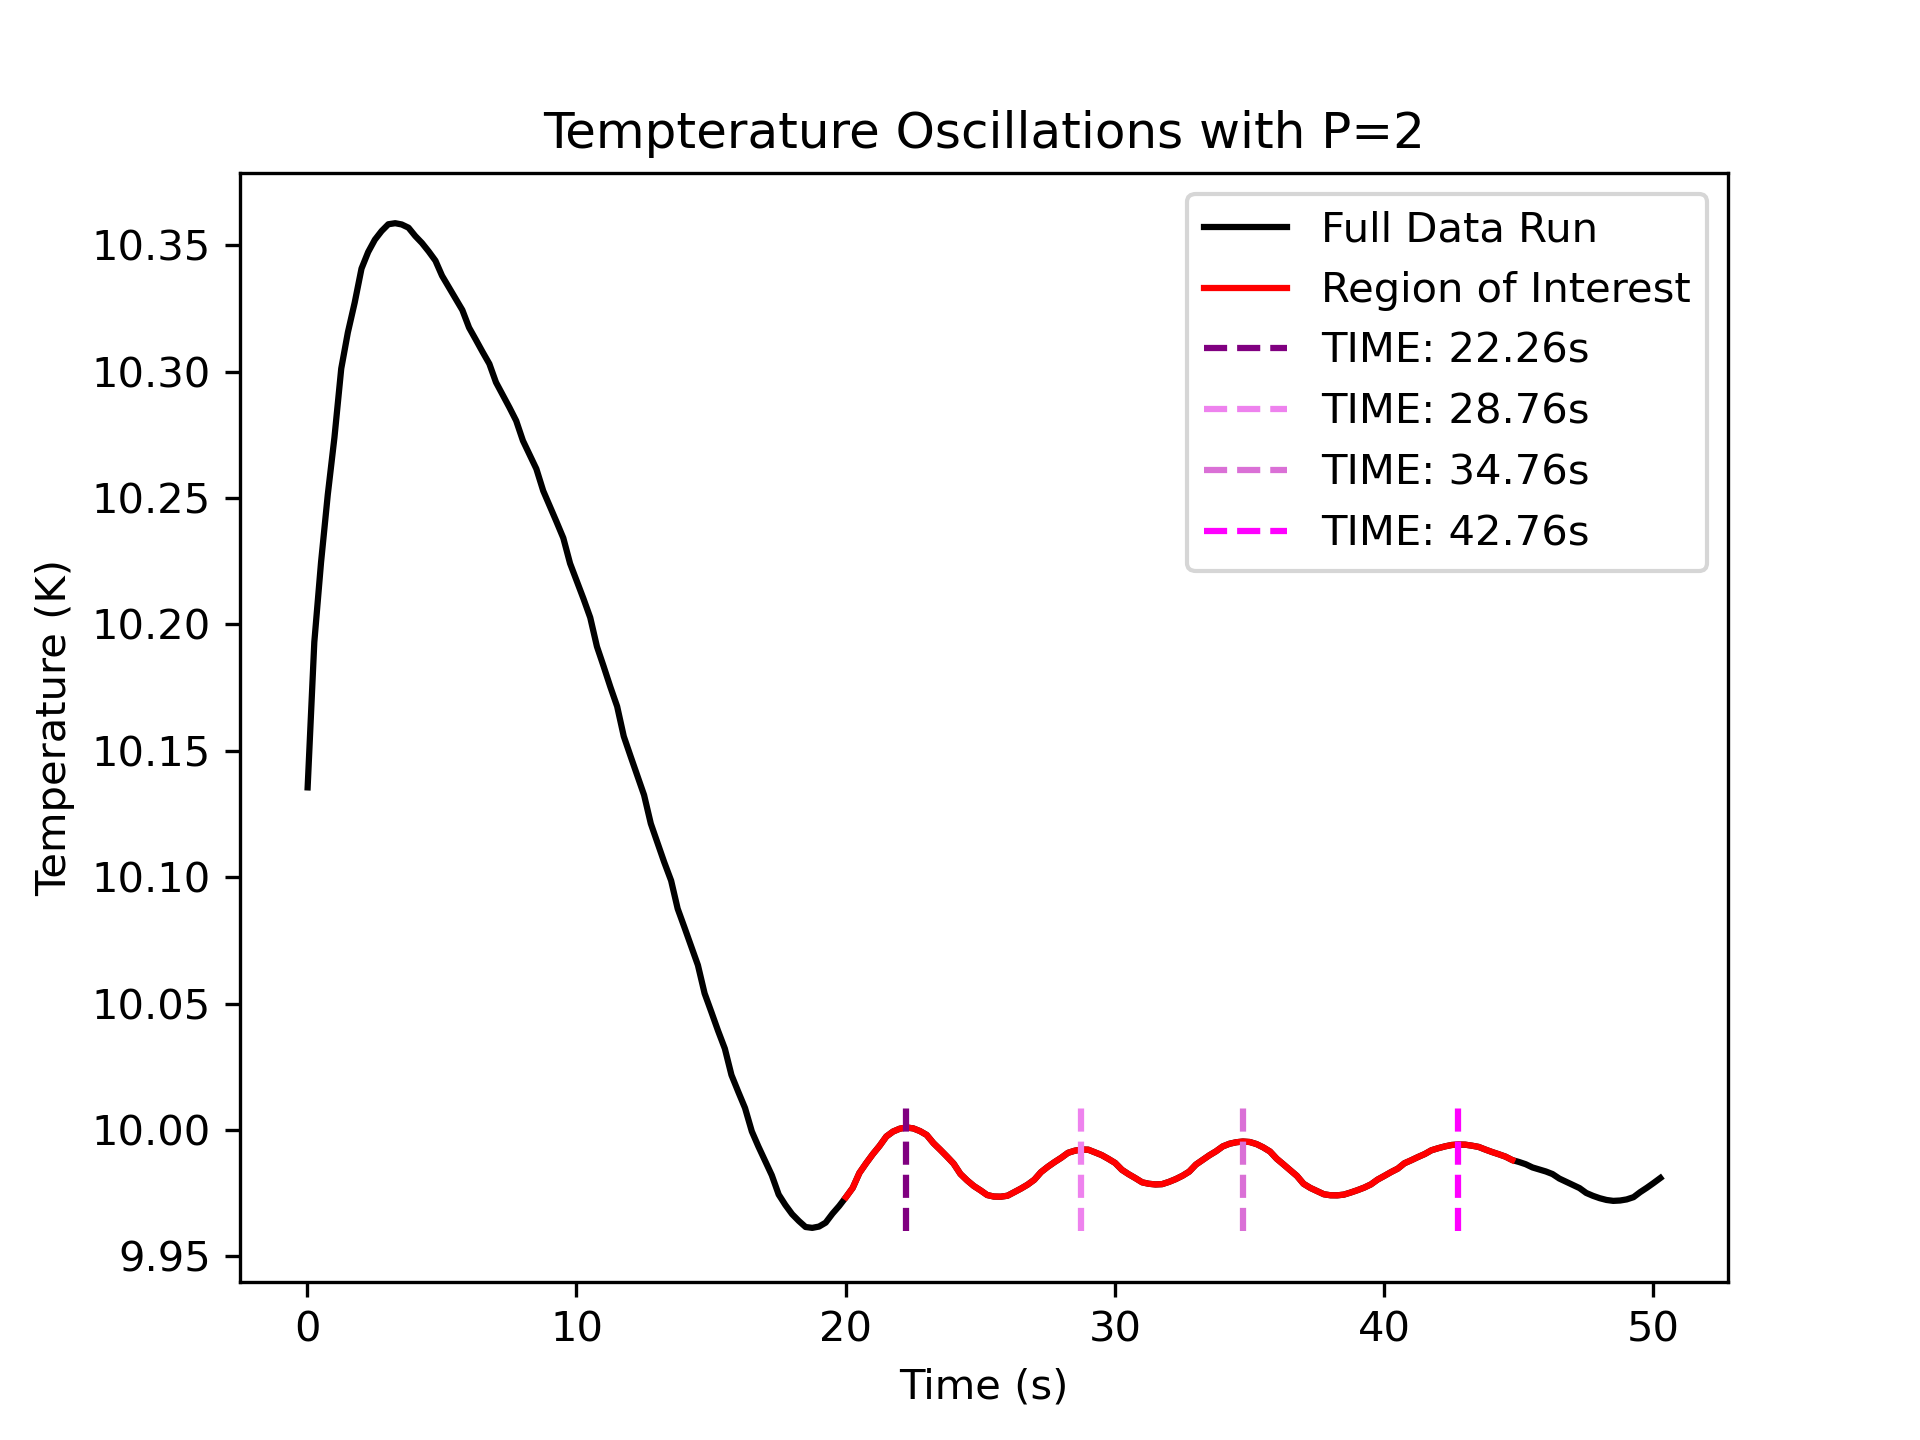 Tempterature Oscillations with P=2
Full Data Run
Region of Interest
TIME: 22.26s
TIME: 28.76s
TIME: 34.76s
TIME: 42.76s
Temperature (K)
10.35
10.30
10.25
10.20
10.15
10.10
10.05
10.00
9.95
0 10 20 30 40 50
Time (s)